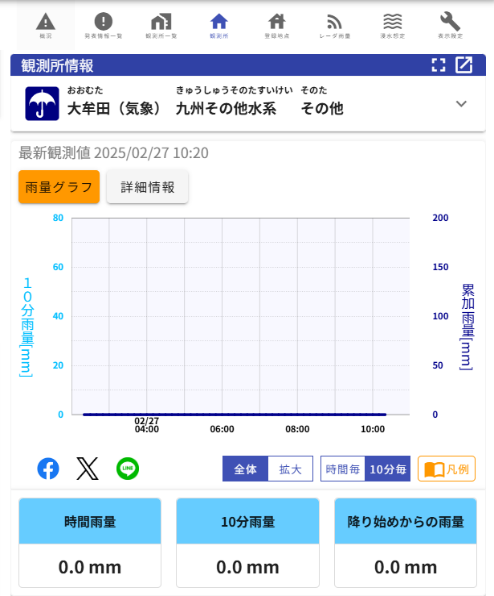 概況 発表情報一覧 観測所一覧 観測所 登録地点 レーダ雨量 浸水想定 表示設定
観測所情報
おおむた きゅうしゅうそのたすいけい そのた
大牟田（気象） 九州その他水系 その他
最新観測値 2025/02/27 10:20
雨量グラフ 詳細情報
80 200
60 150
40 100
20 50
0 0
１０分雨量[mm]
累加雨量[mm]
02/27
04:00 06:00 08:00 10:00
LINE 全体 拡大 時間毎 10分毎 凡例
時間雨量 10分雨量 降り始めからの雨量
0.0 mm 0.0 mm 0.0 mm